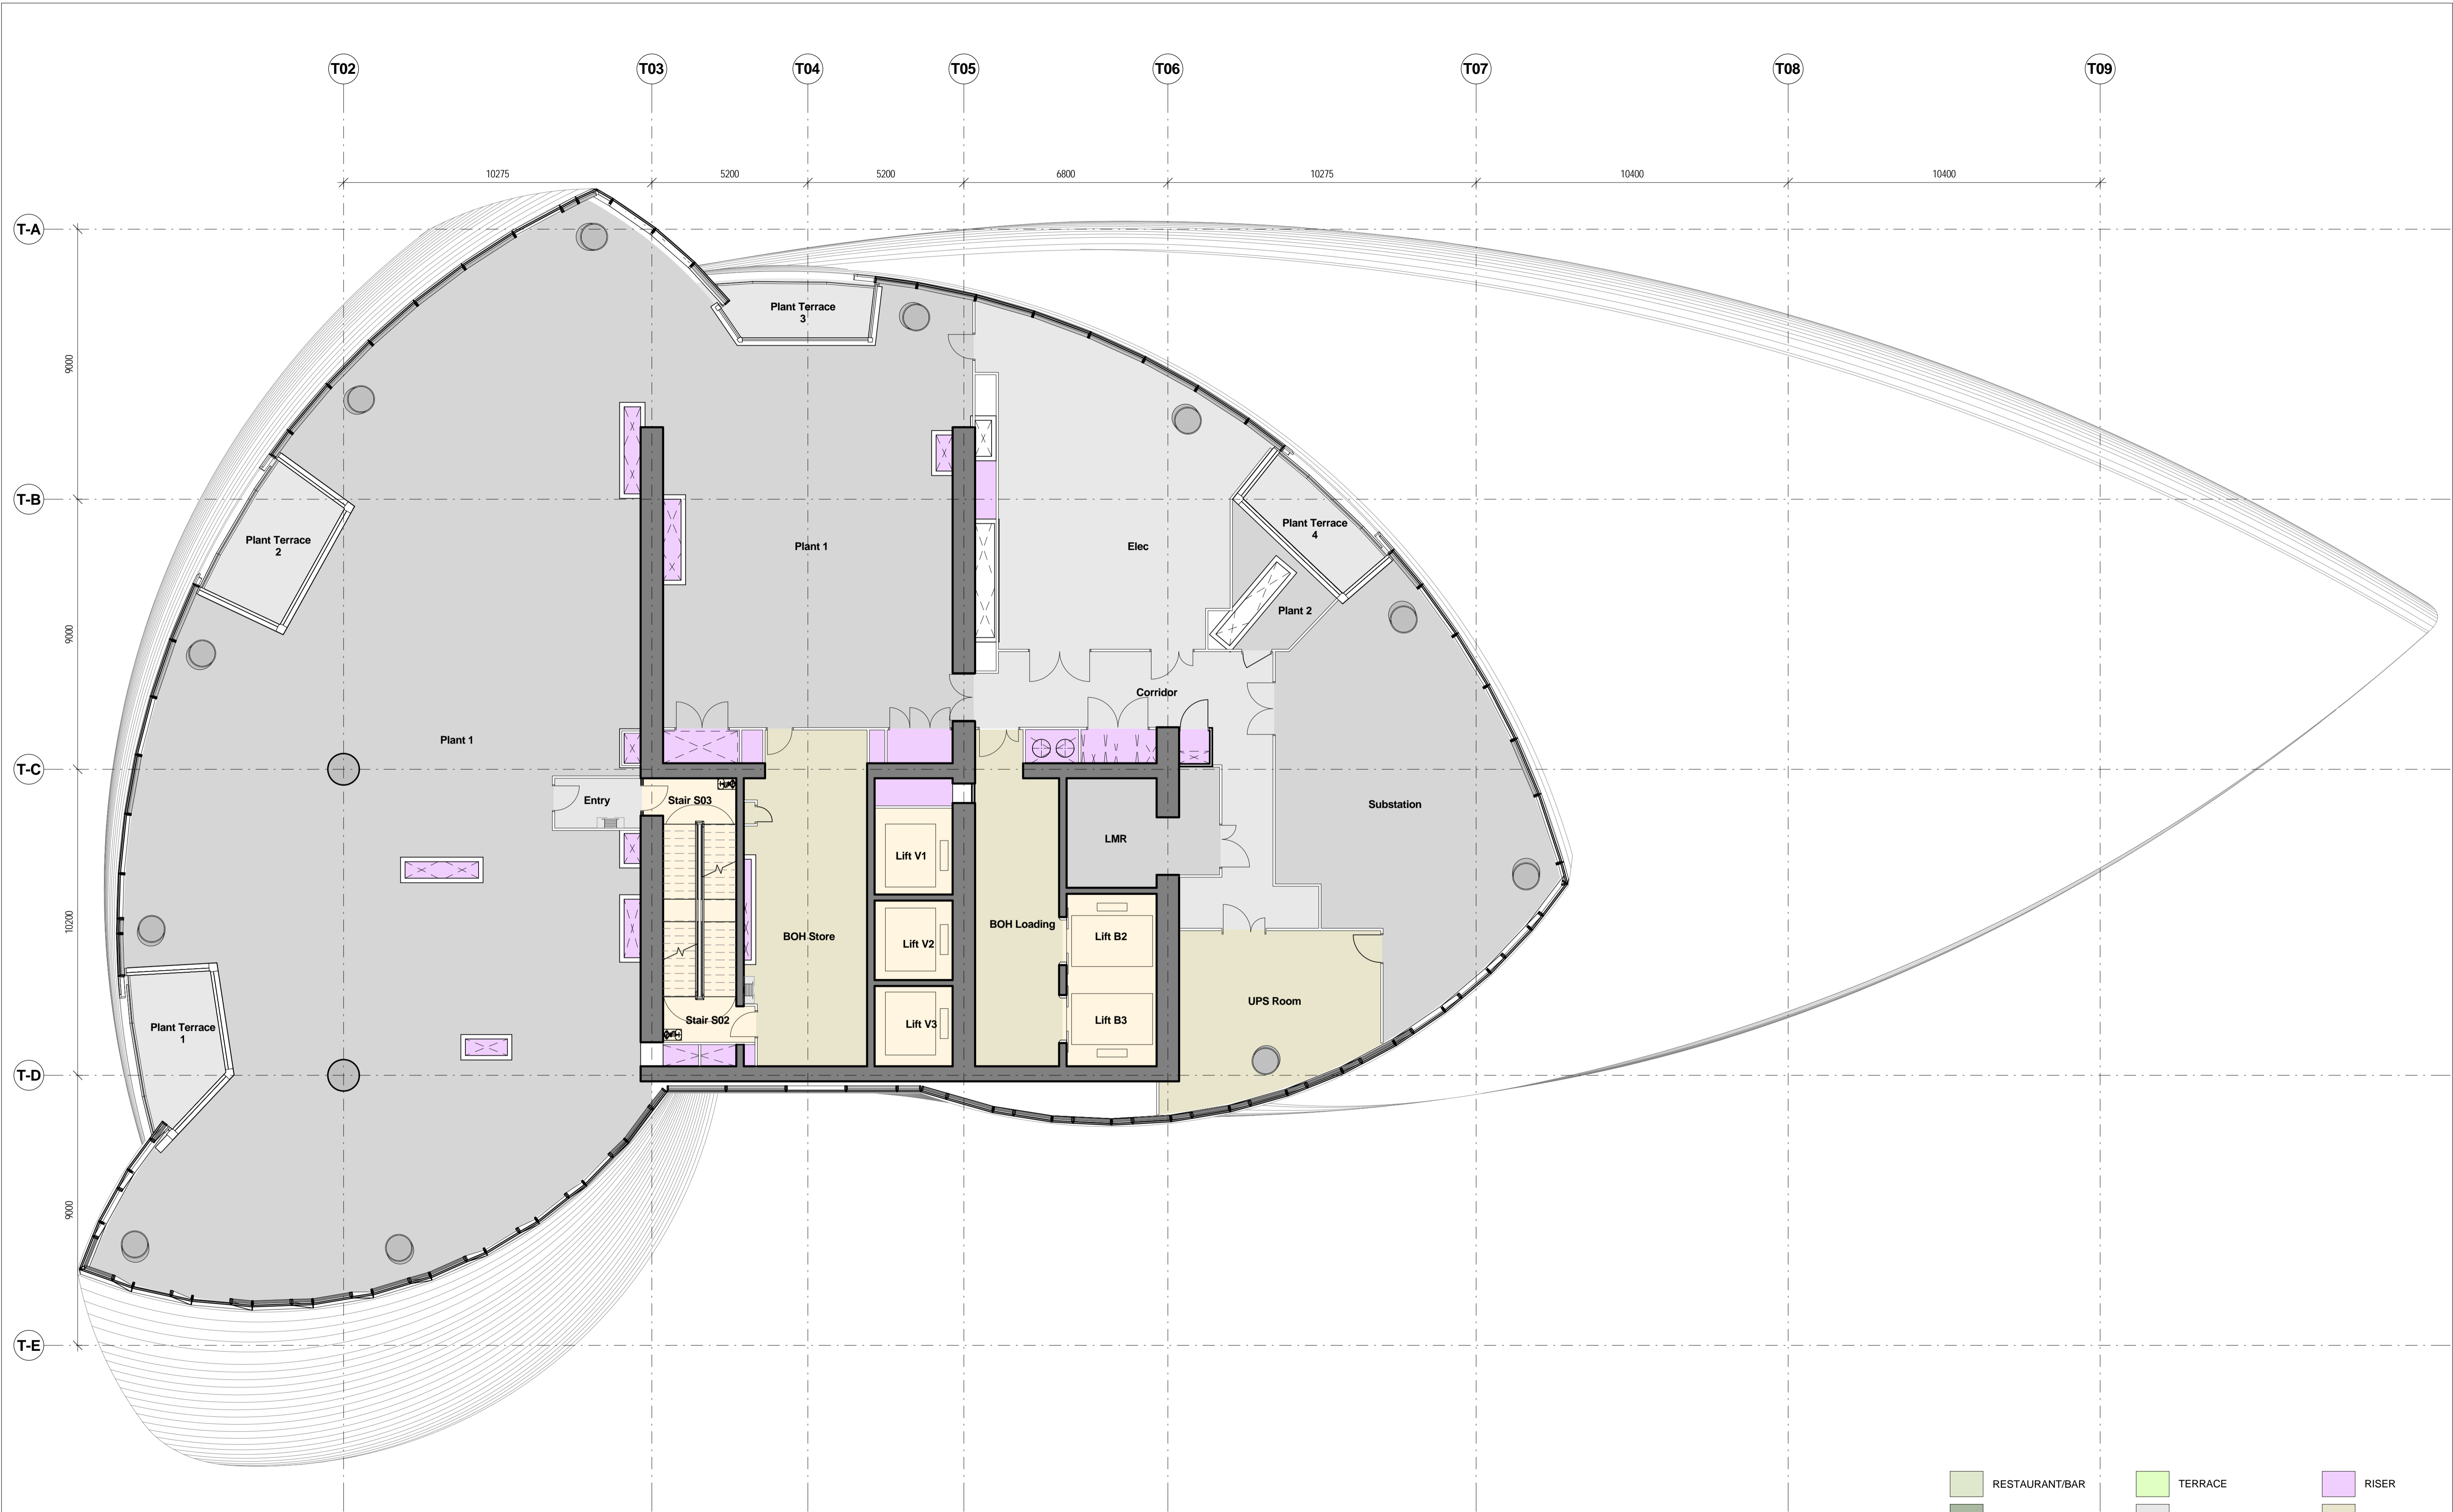 T02 T03 T04 T05 T06 T07 T08 T09
10275 5200 5200 6800 10275 10400 10400
T-A
Plant Terrace
3
9000
T-B
Plant Terrace
4
Plant Terrace
2
Plant 1
Elec
Plant 2
9000
Corridor
Plant 1
T-C
Entry
Stair S03
Substation
LMR
Lift V1
10200
BOH Store
BOH Loading
Lift B2
Lift V2
UPS Room
Plant Terrace
1
Stair S02
Lift V3
Lift B3
T-D
9000
T-E
RESTAURANT/BAR
TERRACE
RISER